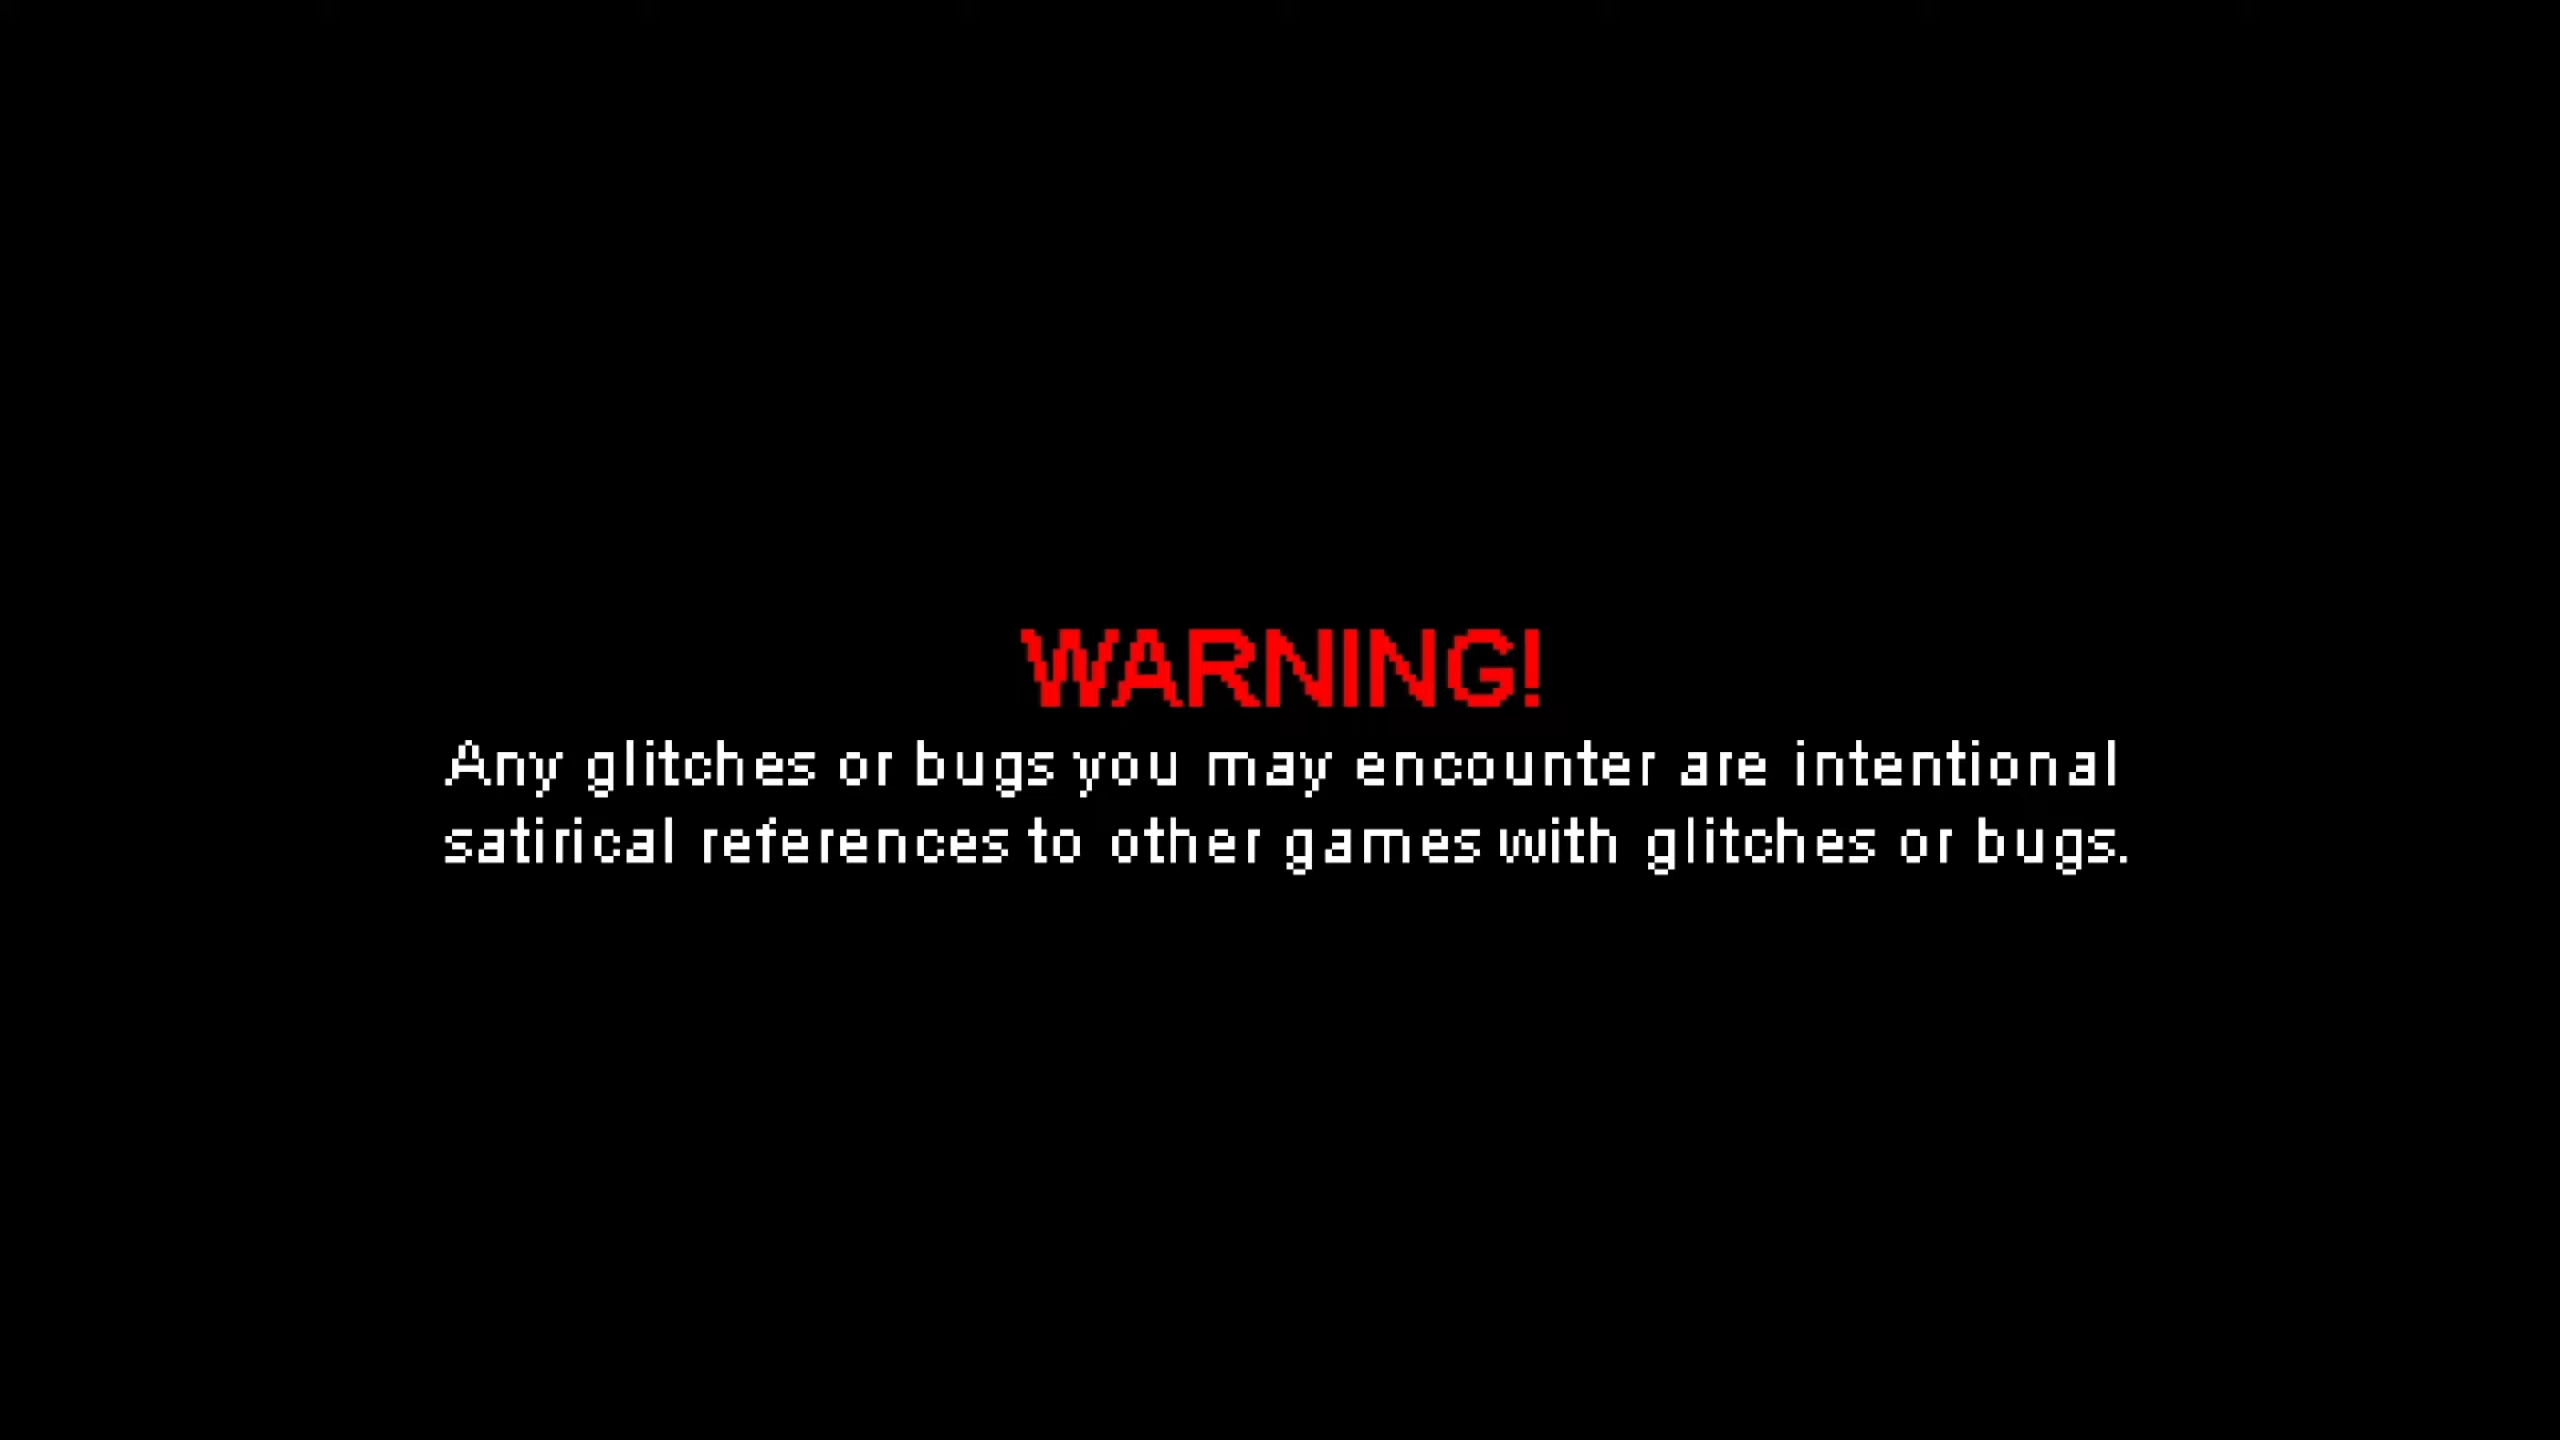 WARNING!
Any glitches or bugs you may encounter are intentional
satirical references to other games with glitches or bugs.